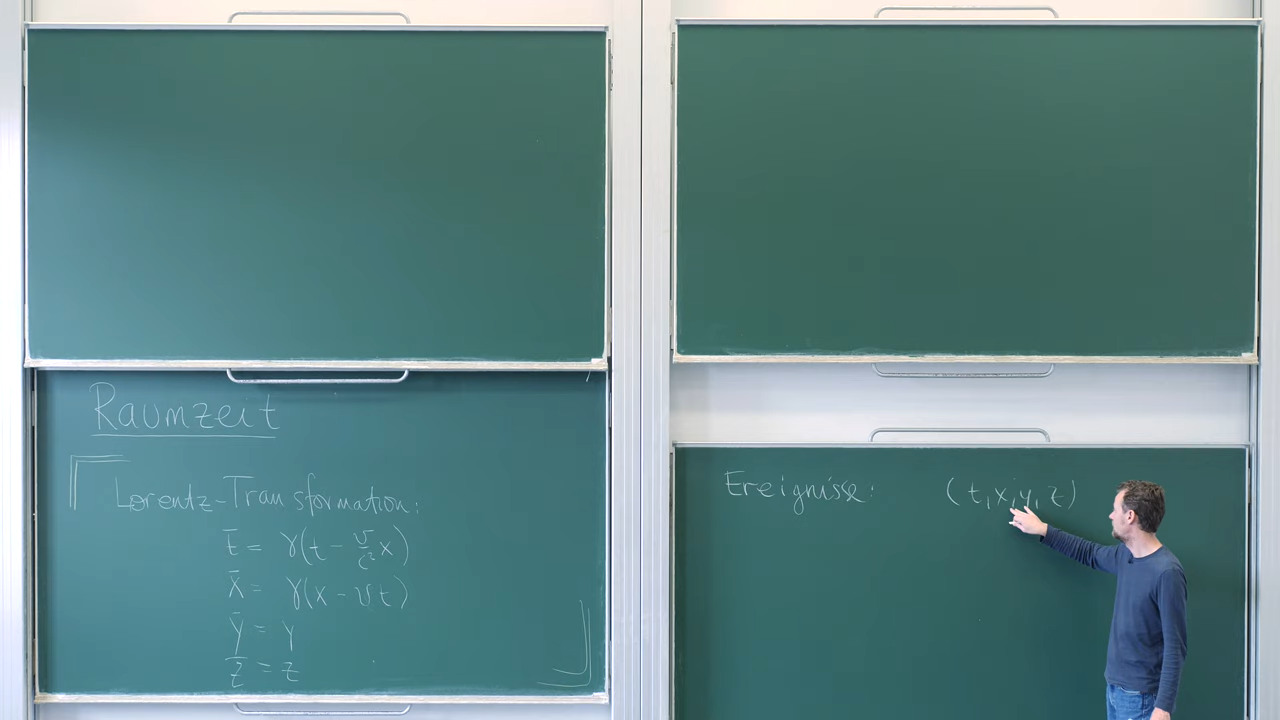 Raumzeit
Lorentz-Transformation:
t̄ = γ(t - v/c² x)
x̄ = γ(x - vt)
ȳ = y
z̄ = z
Ereignisse: (t, x, y, z)